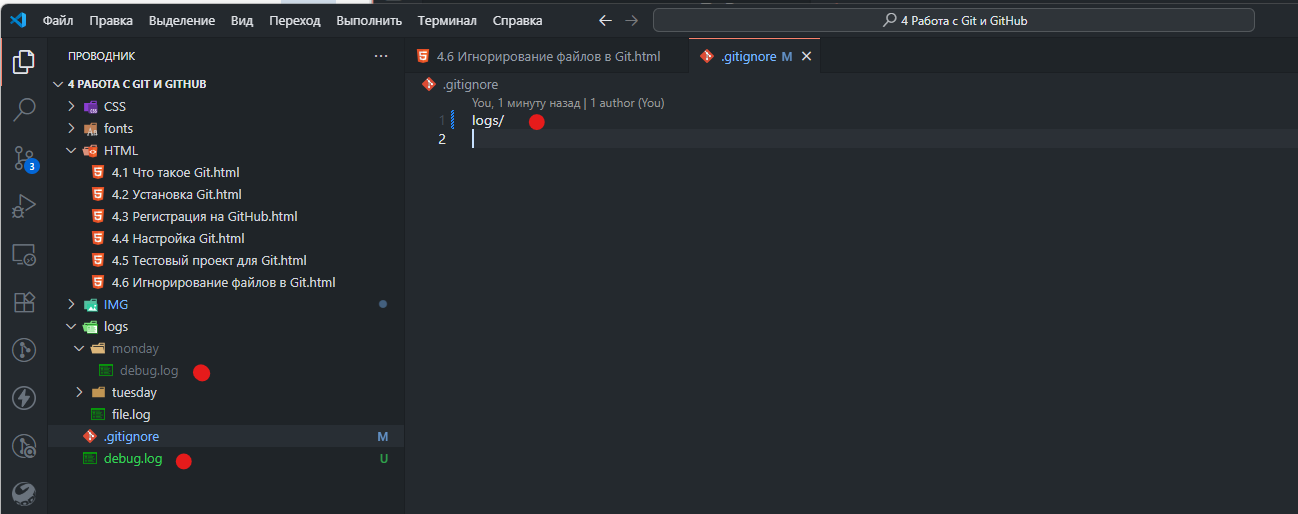 Файл Правка Выделение Вид Переход Выполнить Терминал Справка
4 Работа с Git и GitHub
ПРОВОДНИК
4 РАБОТА С GIT И GITHUB
CSS
fonts
HTML
4.1 Что такое Git.html
4.2 Установка Git.html
4.3 Регистрация на GitHub.html
4.4 Настройка Git.html
4.5 Тестовый проект для Git.html
4.6 Игнорирование файлов в Git.html
IMG
logs
monday
debug.log
tuesday
file.log
.gitignore M
debug.log U
3
4.6 Игнорирование файлов в Git.html
.gitignore M
.gitignore
You, 1 минуту назад | 1 author (You)
1 logs/
2